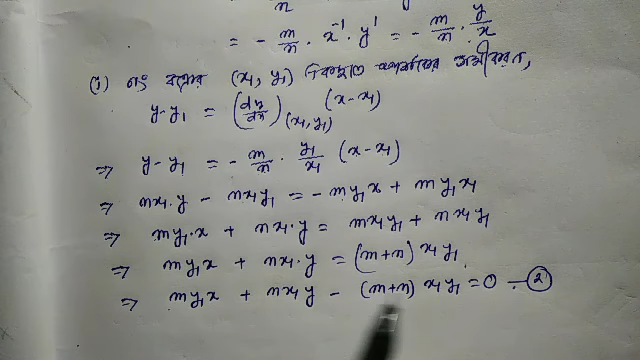 n
= - m/n · x⁻¹ · y¹ = - m/n · y/x
(1) নং বক্রের (x₁, y₁) বিন্দুতে স্পর্শকের সমীকরণ,
y - y₁ = (dy/dx)(x₁, y₁) (x - x₁)
⇒ y - y₁ = - m/n · y₁/x₁ (x - x₁)
⇒ nx₁·y - nx₁y₁ = - my₁x + my₁x₁
⇒ my₁·x + nx₁·y = mx₁y₁ + nx₁y₁
⇒ my₁x + nx₁·y = (m+n) x₁y₁
⇒ my₁x + nx₁y - (m+n) x₁y₁ = 0 — ②